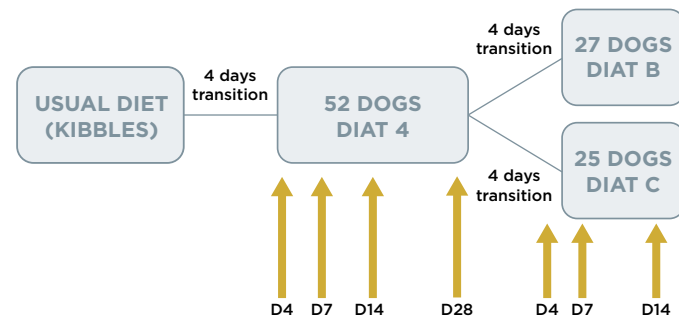 USUAL DIET
(KIBBLES)
4 days
transition
52 DOGS
DIAT 4
4 days
transition
27 DOGS
DIAT B
4 days
transition
25 DOGS
DIAT C
D4 D7 D14 D28 D4 D7 D14